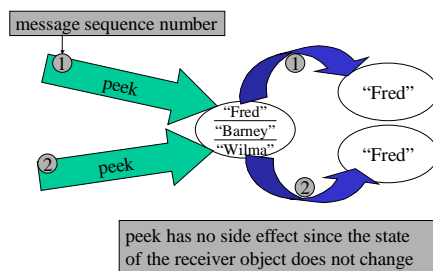 message sequence number
1
peek
1
"Fred"
"Fred"
"Barney"
"Wilma"
2
peek
"Fred"
2
peek has no side effect since the state
of the receiver object does not change